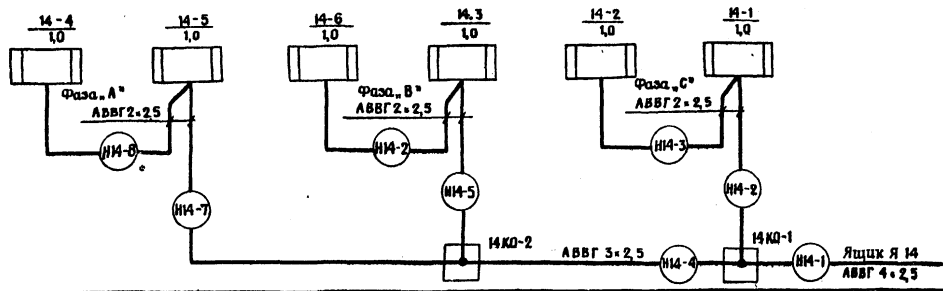 14-4
1,0
14-5
1,0
14-6
1,0
14.3
1,0
14-2
1,0
14-1
1,0
Фаза „А"
АВВГ 2×2,5
Фаза „В"
АВВГ 2×2,5
Фаза „С"
АВВГ 2×2,5
Н14-8
Н14-2
Н14-3
Н14-7
Н14-5
Н14-2
14КО-2
14КО-1
АВВГ 3×2,5
Н14-4
Н14-1
Ящик Я 14
АВВГ 4×2,5